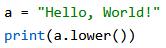 a = "Hello, World!"
print(a.lower())